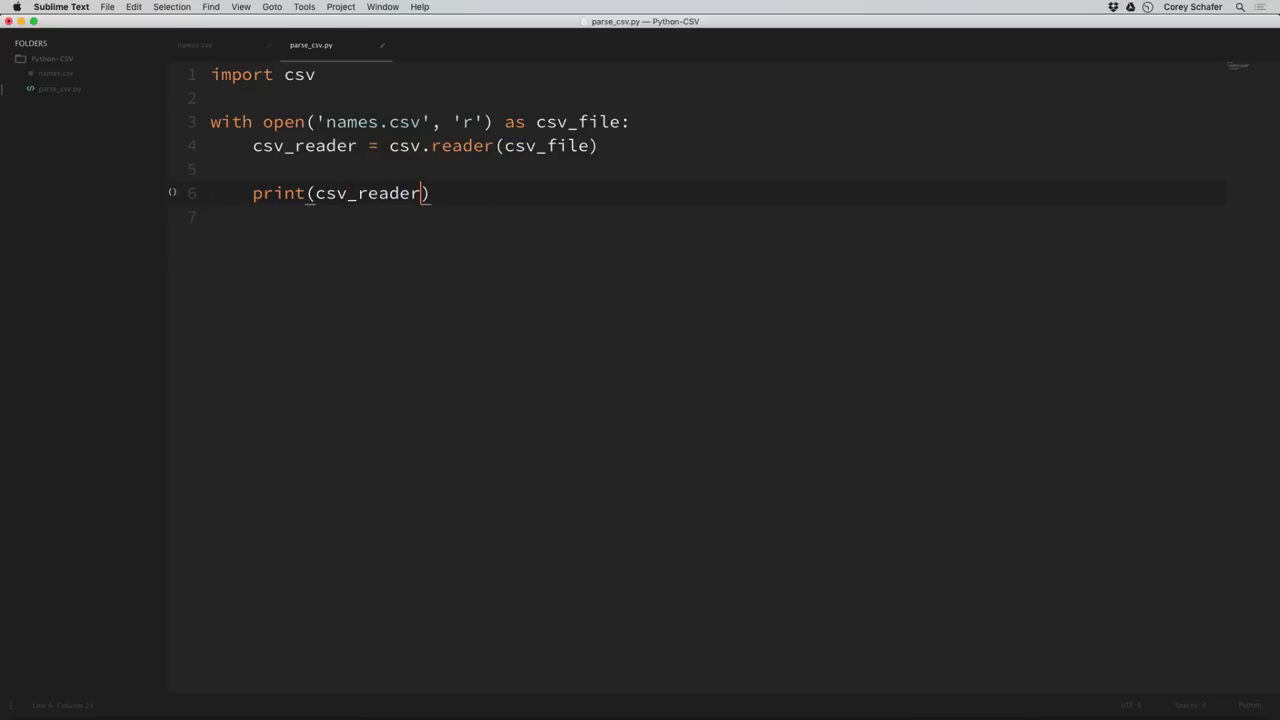 Sublime Text File Edit Selection Find View Goto Tools Project Window Help Corey Schafer
parse_csv.py — Python-CSV
FOLDERS
Python-CSV
names.csv
parse_csv.py
names.csv parse_csv.py
1 import csv
2
3 with open('names.csv', 'r') as csv_file:
4 csv_reader = csv.reader(csv_file)
5
6 print(csv_reader)
7
Line 6, Column 21
UTF-8 Spaces: 4 Python